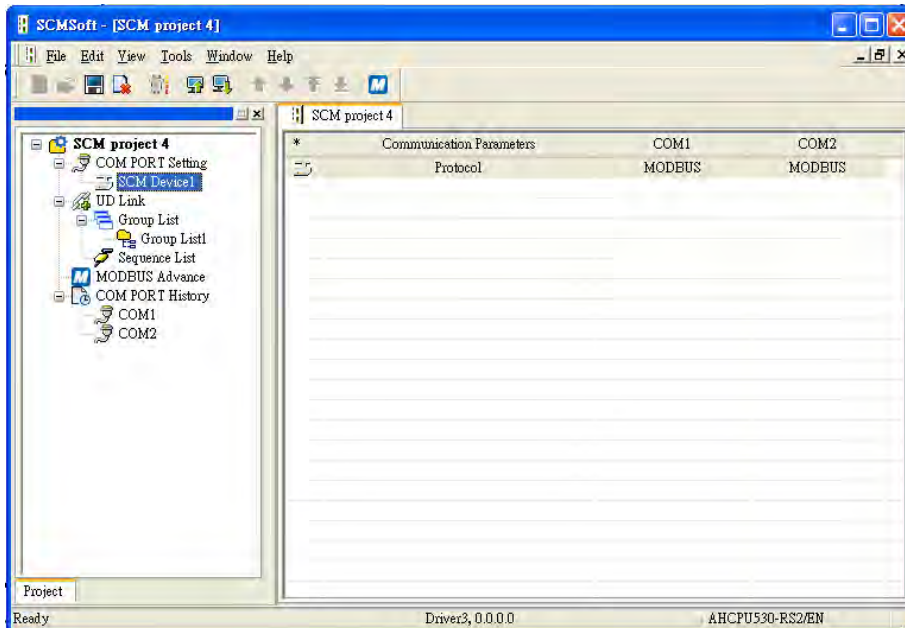 SCMSoft - [SCM project 4]
File Edit View Tools Window Help
SCM project 4
COM PORT Setting
SCM Device1
UD Link
Group List
Group List1
Sequence List
MODBUS Advance
COM PORT History
COM1
COM2
Project
SCM project 4
* Communication Parameters COM1 COM2
Protocol MODBUS MODBUS
Ready Driver3, 0.0.0.0 AHCPU530-RS2/EN